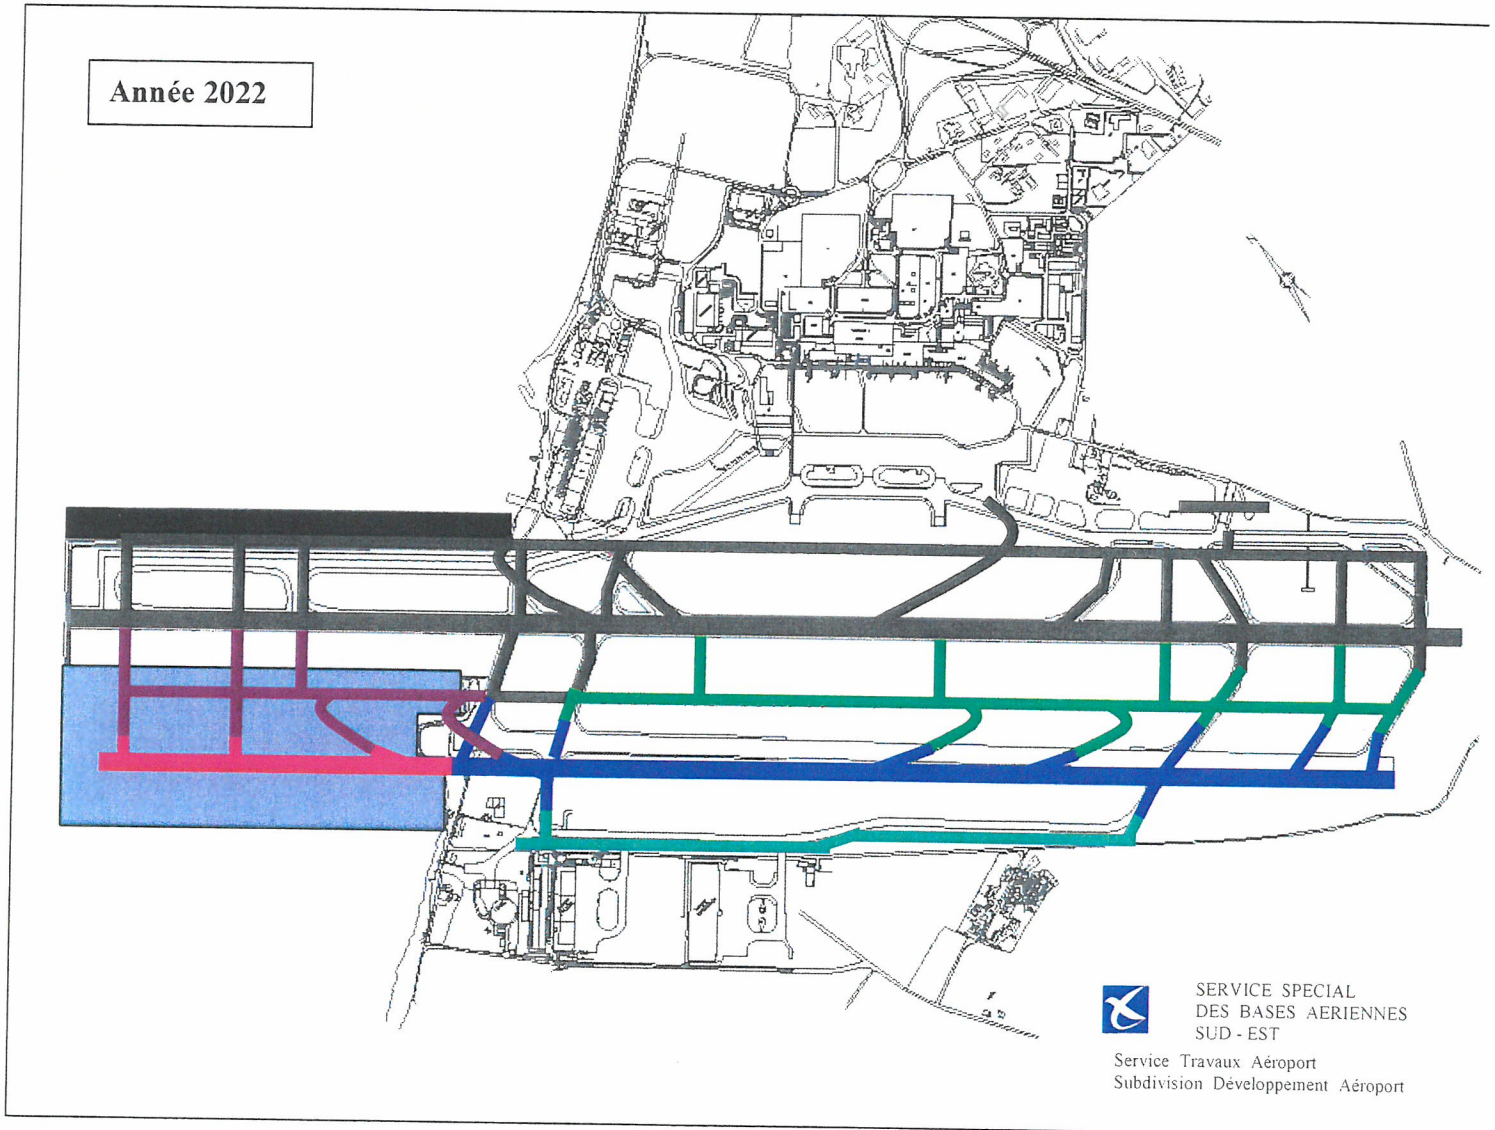 Année 2022
SERVICE SPECIAL
DES BASES AERIENNES
SUD - EST
Service Travaux Aéroport
Subdivision Développement Aéroport